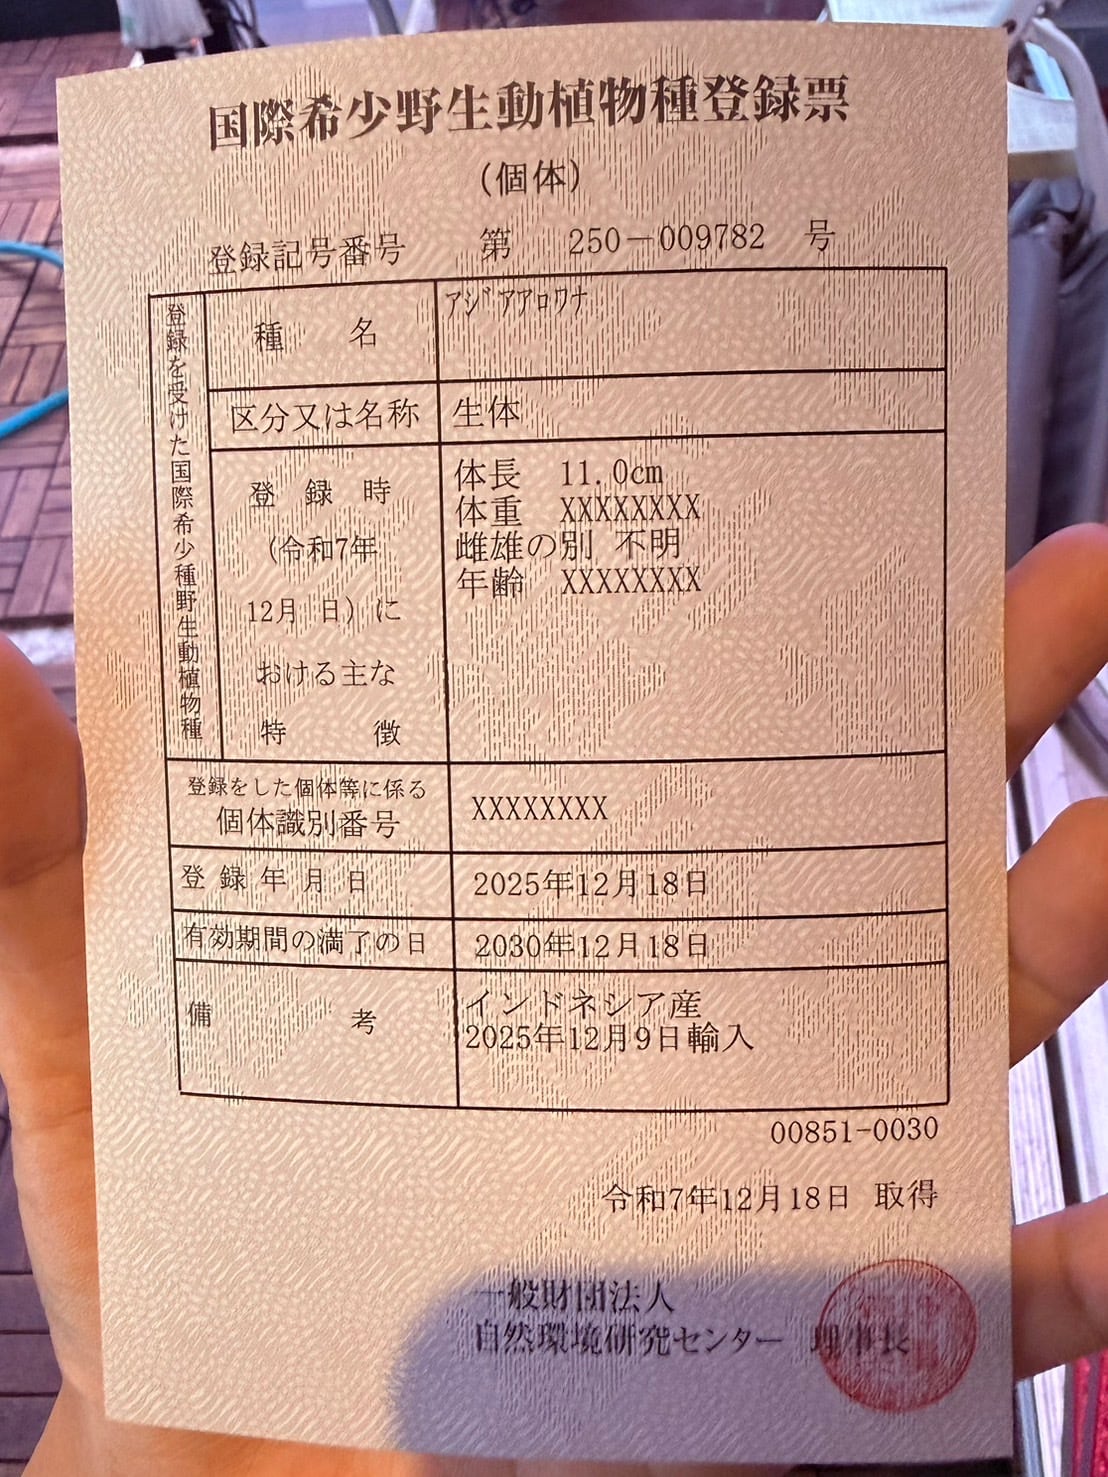 国際希少野生動植物種登録票
(個体)
登録記号番号 第 250-009782 号
登録を受けた国際希少種野生動植物種
種 名 アジアアロワナ
区分又は名称 生体
登 録 時
(令和7年
12月 日) に
おける主な
特 徴
体長 11.0cm
体重 XXXXXXXX
雌雄の別 不明
年齢 XXXXXXXX
登録をした個体等に係る
個体識別番号 XXXXXXXX
登録年月日 2025年12月18日
有効期間の満了の日 2030年12月18日
備 考
インドネシア産
2025年12月9日輸入
00851-0030
令和7年12月18日 取得
一般財団法人
自然環境研究センター 理事長